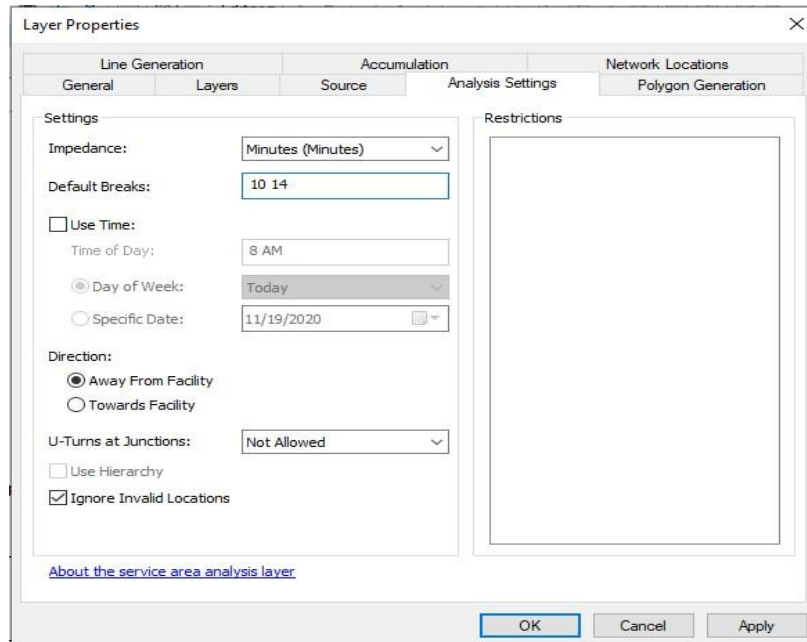 Layer Properties
Line Generation Accumulation Network Locations
General Layers Source Analysis Settings Polygon Generation
Settings
Impedance: Minutes (Minutes)
Default Breaks: 10 14
Use Time:
Time of Day: 8 AM
Day of Week: Today
Specific Date: 11/19/2020
Direction:
Away From Facility
Towards Facility
U-Turns at Junctions: Not Allowed
Use Hierarchy
Ignore Invalid Locations
Restrictions
About the service area analysis layer
OK Cancel Apply